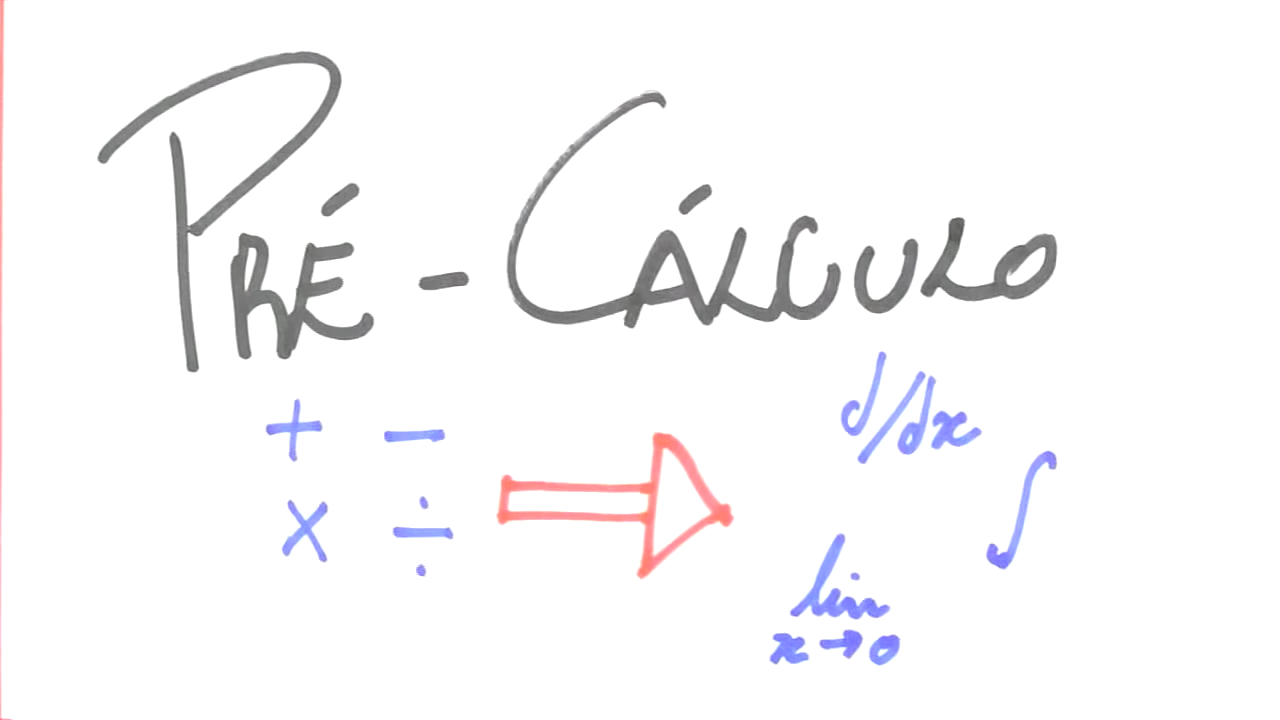 PRÉ-CÁLCULO
+ − d/dx
× ÷ ∫
lim
x→0